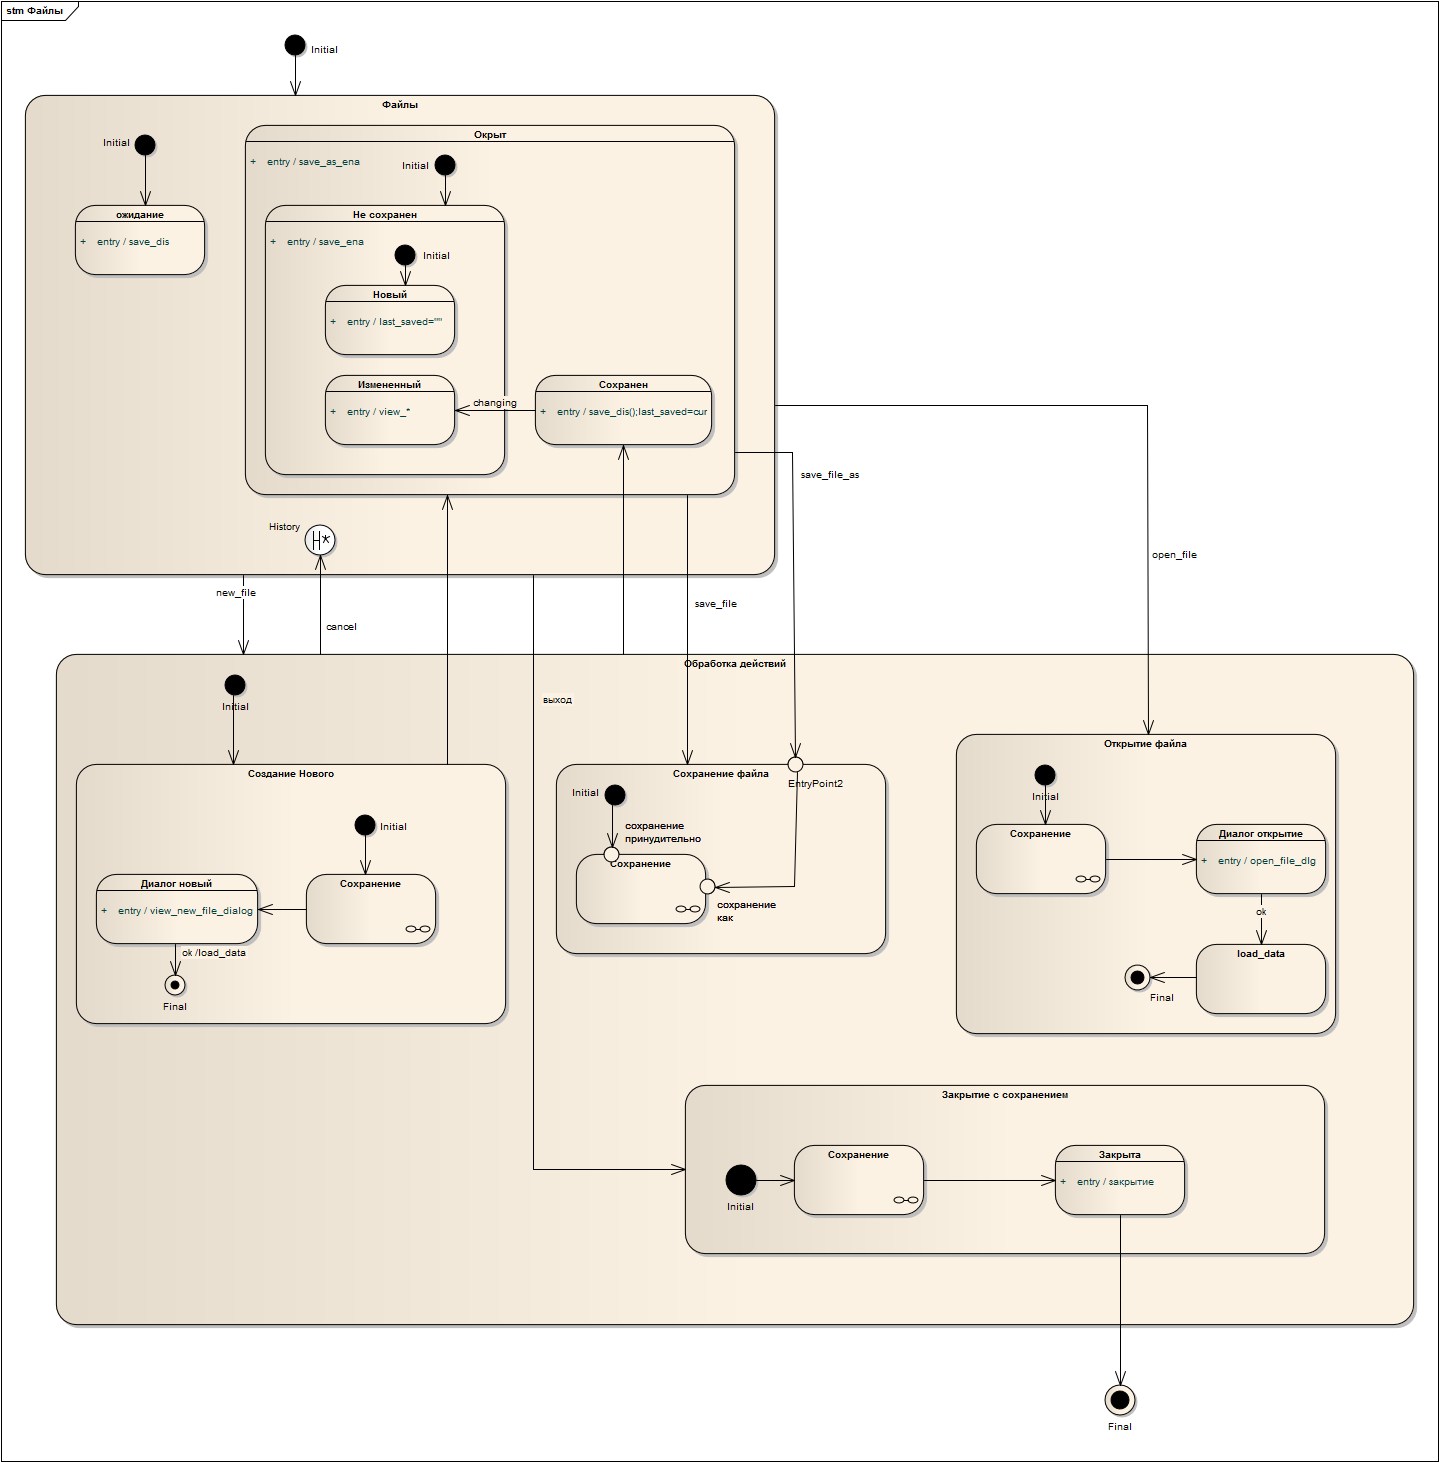 stm Файлы
Initial
Файлы
Initial
Окрыт
+ entry / save_as_ena
Initial
ожидание
+ entry / save_dis
Не сохранен
+ entry / save_ena
Initial
Новый
+ entry / last_saved=""
Измененный
+ entry / view_*
changing
Сохранен
+ entry / save_dis();last_saved=cur
save_file_as
History
H*
open_file
new_file
save_file
cancel
Обработка действий
Initial
выход
Создание Нового
Initial
Диалог новый
+ entry / view_new_file_dialog
Сохранение
ok /load_data
Final
Сохранение файла
EntryPoint2
Initial
сохранение
принудительно
Сохранение
сохранение
как
Открытие файла
Initial
Сохранение
Диалог открытие
+ entry / open_file_dlg
ok
load_data
Final
Закрытие с сохранением
Initial
Сохранение
Закрыта
+ entry / закрытие
Final